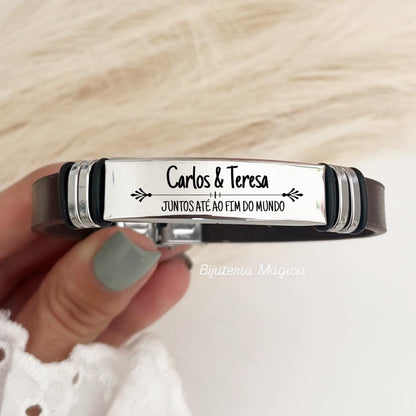 Carlos & Teresa
JUNTOS ATÉ AO FIM DO MUNDO
Bijuteria Mágica